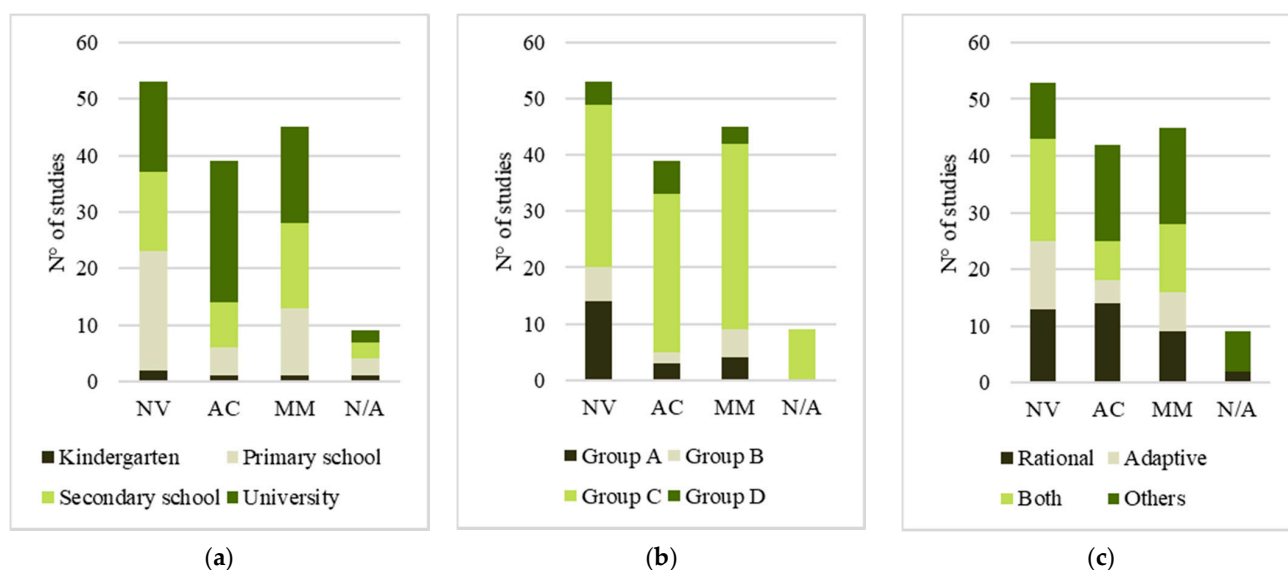 60
50
40
30
20
10
0
N° of studies
NV AC MM N/A
Kindergarten Primary school
Secondary school University
(a)
60
50
40
30
20
10
0
N° of studies
NV AC MM N/A
Group A Group B
Group C Group D
(b)
60
50
40
30
20
10
0
N° of studies
NV AC MM N/A
Rational Adaptive
Both Others
(c)